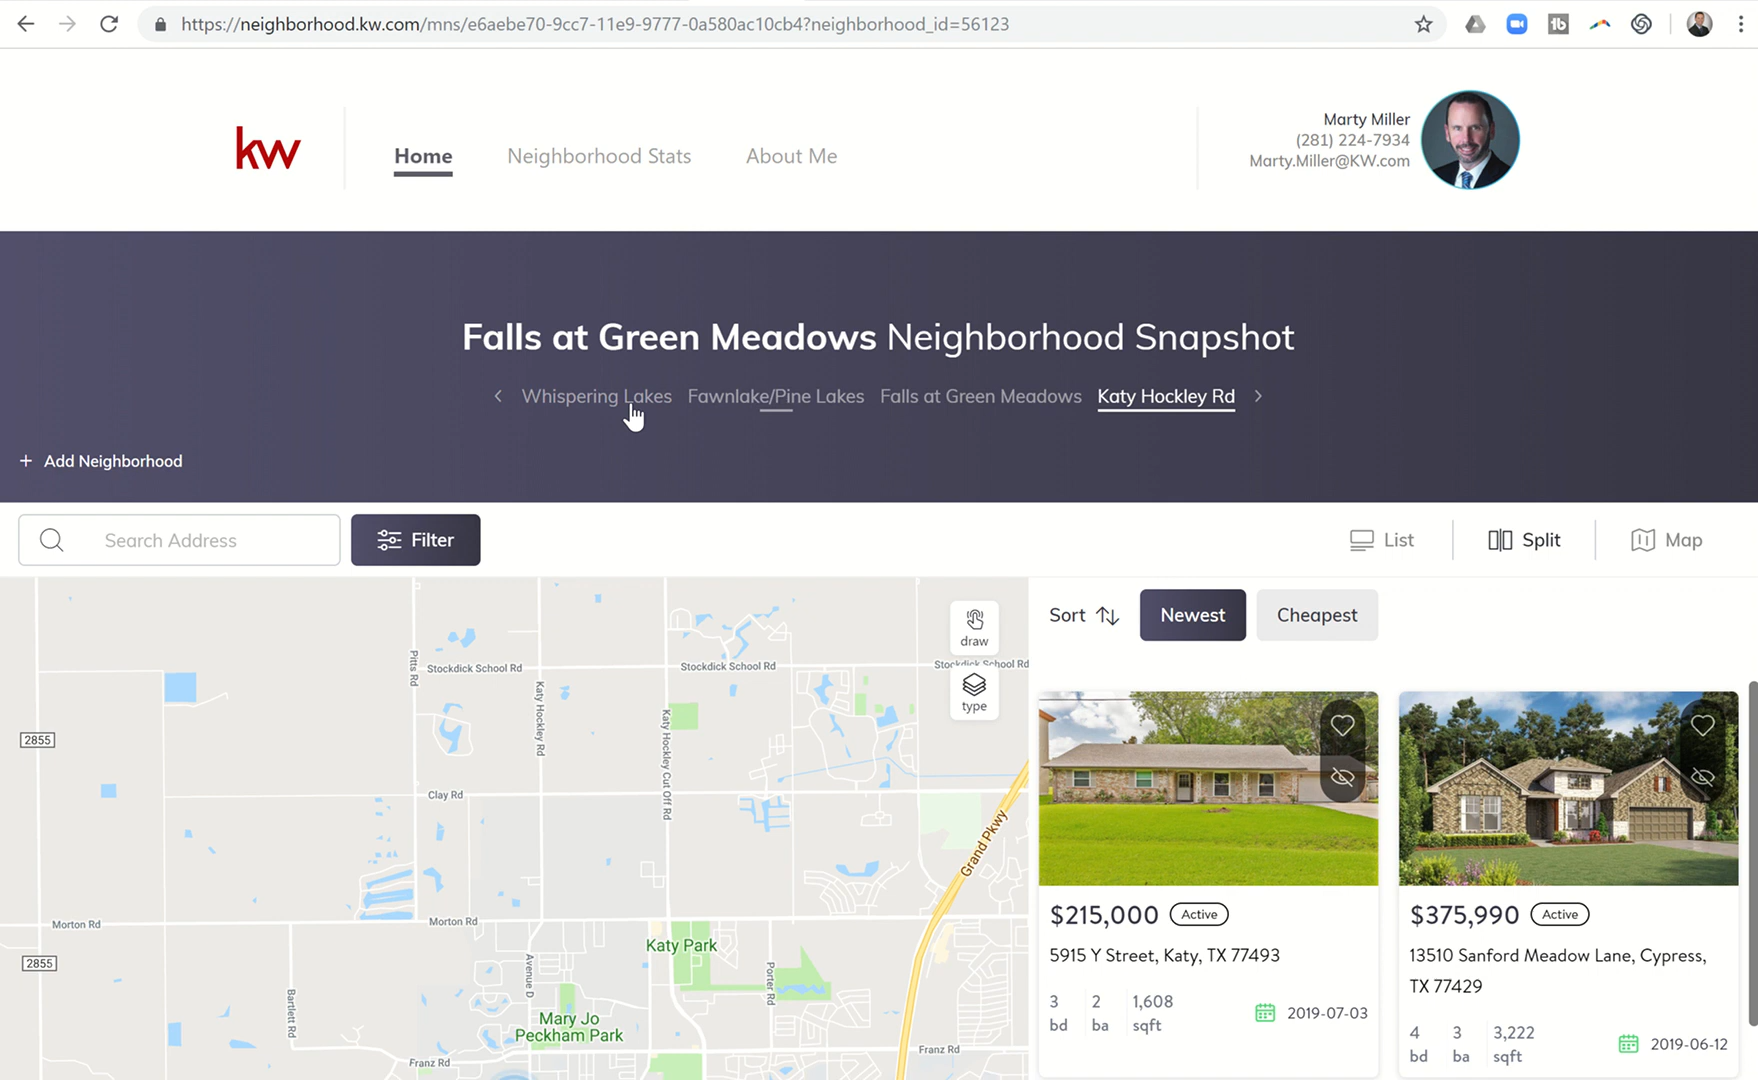 https://neighborhood.kw.com/mns/e6aebe70-9cc7-11e9-9777-0a580ac10cb4?neighborhood_id=56123
kw
Home
Neighborhood Stats
About Me
Marty Miller
(281) 224-7934
Marty.Miller@KW.com
Falls at Green Meadows Neighborhood Snapshot
Whispering Lakes
Fawnlake/Pine Lakes
Falls at Green Meadows
Katy Hockley Rd
+ Add Neighborhood
Search Address
Filter
List
Split
Map
draw
type
Pitts Rd
Stockdick School Rd
Stockdick School Rd
Stockdick School Rd
Katy Hockley Rd
Katy Hockley Cut Off Rd
2855
Clay Rd
Grand Pkwy
Morton Rd
Morton Rd
Katy Park
2855
Avenue D
Porter Rd
Bartlett Rd
Mary Jo
Peckham Park
Franz Rd
Franz Rd
Sort
Newest
Cheapest
$215,000
Active
5915 Y Street, Katy, TX 77493
3
bd
2
ba
1,608
sqft
2019-07-03
$375,990
Active
13510 Sanford Meadow Lane, Cypress,
TX 77429
4
bd
3
ba
3,222
sqft
2019-06-12